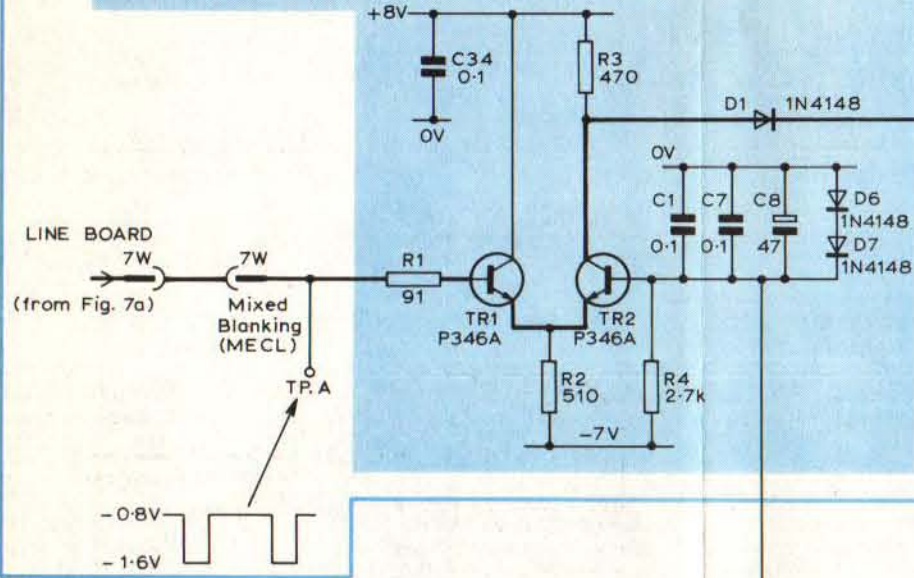 +8V
C34
0·1
0V
R3
470
D1
1N4148
0V
C1
0·1
C7
0·1
C8
47
D6
1N4148
D7
1N4148
LINE BOARD
7W
7W
(from Fig. 7a)
Mixed
Blanking
(MECL)
R1
91
TR1
P346A
TR2
P346A
TP. A
R2
510
R4
2·7k
-7V
-0·8V
-1·6V